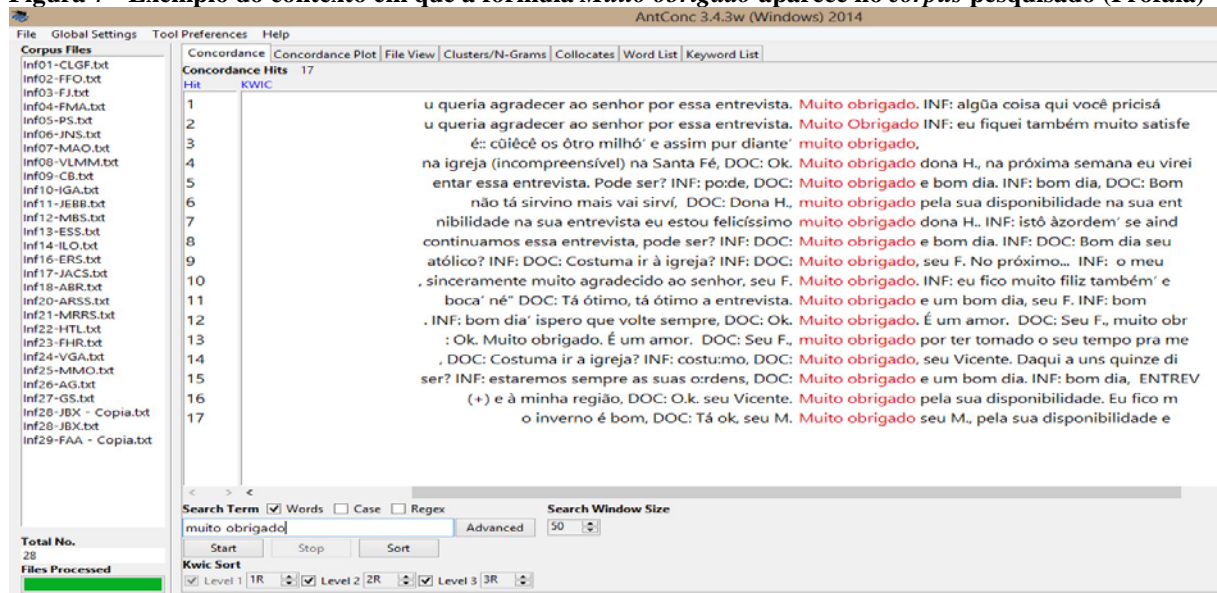 Figura 7 - Exemplo do contexto em que a fórmula Muito obrigado aparece no corpus pesquisado (Profala)
AntConc 3.4.3w (Windows) 2014
File Global Settings Tool Preferences Help
Corpus Files
Inf01-CLGF.txt
Inf02-FFO.txt
Inf03-FJ.txt
Inf04-FMA.txt
Inf05-PS.txt
Inf06-JNS.txt
Inf07-MAO.txt
Inf08-VLMM.txt
Inf09-CB.txt
Inf10-IGA.txt
Inf11-JEBB.txt
Inf12-MBS.txt
Inf13-ESS.txt
Inf14-ILO.txt
Inf16-ERS.txt
Inf17-JACS.txt
Inf18-ABR.txt
Inf20-ARSS.txt
Inf21-MRRS.txt
Inf22-HTL.txt
Inf23-FHR.txt
Inf24-VGA.txt
Inf25-MMO.txt
Inf26-AG.txt
Inf27-GS.txt
Inf28-JBX - Copia.txt
Inf28-JBX.txt
Inf29-FAA - Copia.txt
Total No.
28
Files Processed
Concordance Concordance Plot File View Clusters/N-Grams Collocates Word List Keyword List
Concordance Hits 17
Hit KWIC
1 u queria agradecer ao senhor por essa entrevista. Muito obrigado. INF: algũa coisa qui você pricisá
2 u queria agradecer ao senhor por essa entrevista. Muito Obrigado INF: eu fiquei também muito satisfe
3 é:: cũiêcê os ôtro milhó' e assim pur diante' muito obrigado,
4 na igreja (incompreensível) na Santa Fé, DOC: Ok. Muito obrigado dona H., na próxima semana eu virei
5 entar essa entrevista. Pode ser? INF: po:de, DOC: Muito obrigado e bom dia. INF: bom dia, DOC: Bom
6 não tá sirvino mais vai sirví, DOC: Dona H., muito obrigado pela sua disponibilidade na sua ent
7 nibilidade na sua entrevista eu estou felicíssimo muito obrigado dona H.. INF: istô àzordem' se aind
8 continuamos essa entrevista, pode ser? INF: DOC: Muito obrigado e bom dia. INF: DOC: Bom dia seu
9 atólico? INF: DOC: Costuma ir à igreja? INF: DOC: Muito obrigado, seu F. No próximo... INF: o meu
10 , sinceramente muito agradecido ao senhor, seu F. Muito obrigado. INF: eu fico muito filiz também' e
11 boca' né" DOC: Tá ótimo, tá ótimo a entrevista. Muito obrigado e um bom dia, seu F. INF: bom
12 . INF: bom dia' ispero que volte sempre, DOC: Ok. Muito obrigado. É um amor. DOC: Seu F., muito obr
13 : Ok. Muito obrigado. É um amor. DOC: Seu F., muito obrigado por ter tomado o seu tempo pra me
14 , DOC: Costuma ir a igreja? INF: costu:mo, DOC: Muito obrigado, seu Vicente. Daqui a uns quinze di
15 ser? INF: estaremos sempre as suas o:rdens, DOC: Muito obrigado e um bom dia. INF: bom dia, ENTREV
16 (+) e à minha região, DOC: O.k. seu Vicente. Muito obrigado pela sua disponibilidade. Eu fico m
17 o inverno é bom, DOC: Tá ok, seu M. Muito obrigado seu M., pela sua disponibilidade e
Search Term Words Case Regex Search Window Size
muito obrigado Advanced 50
Start Stop Sort
Kwic Sort
Level 1 1R Level 2 2R Level 3 3R